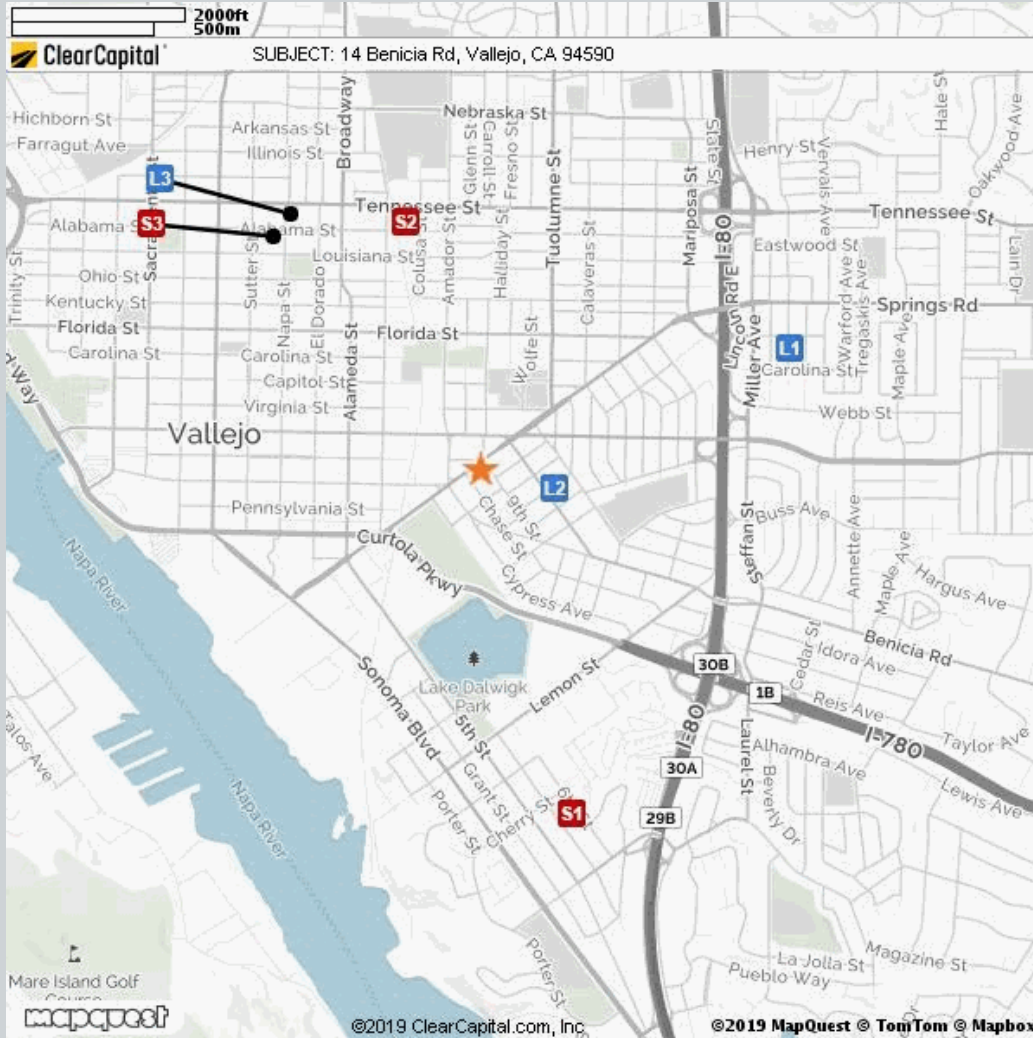 2000ft
500m
ClearCapital
SUBJECT: 14 Benicia Rd, Vallejo, CA 94590
Hichborn St
Farragut Ave
Arkansas St
Illinois St
Broadway
Nebraska St
Glenn St
Carroll St
Fresno St
Tuolumne St
State St
Henry St
Vervais Ave
Hale St
Oakwood Ave
L3
S3
S2
Tennessee St
Tennessee St
Alabama St
Alabama St
Louisiana St
Eastwood St
Ohio St
Kentucky St
Florida St
Carolina St
Trinity St
Sutter St
Napa St
El Dorado
Alameda St
Florida St
Carolina St
Capitol St
Virginia St
Amador St
Halliday St
Calaveras St
Mariposa St
I-80
Lincoln Rd E
Miller Ave
Springs Rd
L1
Carolina St
Warford Ave
Tregaskis Ave
Maple Ave
Lain Dr
Webb St
Wolfe St
Vallejo
L2
Pennsylvania St
9th St
Chase St
Curtola Pkwy
Cypress Ave
Steffan St
Buss Ave
Annette Ave
Maple Ave
Hargus Ave
Benicia Rd
Idora Ave
Cedar St
Napa River
Lake Dalwigk
Park
Lemon St
Sonoma Blvd
5th St
Grant St
Cherry St
Porter St
S1
30B
1B
Reis Ave
I-780
Taylor Ave
Lewis Ave
I-80
30A
29B
Laurel St
Alhambra Ave
Beverly Dr
Talos Ave
Napa River
Porter St
La Jolla St
Pueblo Way
Magazine St
Mare Island Golf
Course
mapquest
©2019 ClearCapital.com, Inc
©2019 MapQuest © TomTom © Mapbox